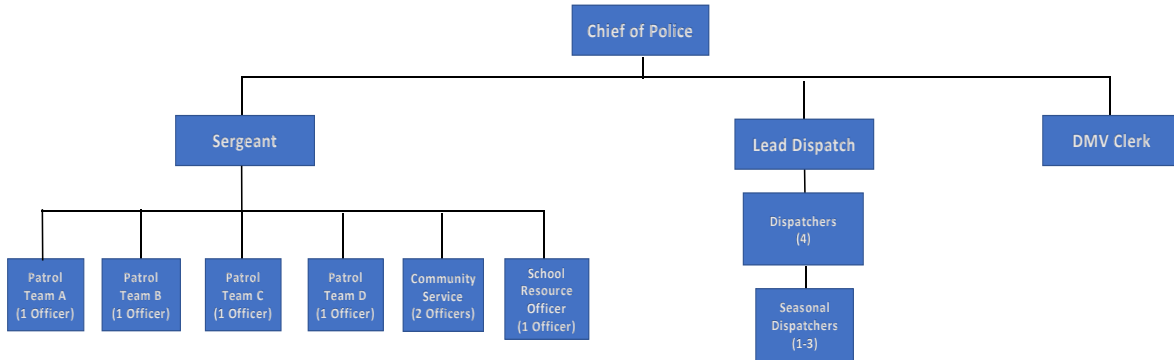 Chief of Police
Sergeant
Lead Dispatch
DMV Clerk
Dispatchers
(4)
Patrol
Team A
(1 Officer)
Patrol
Team B
(1 Officer)
Patrol
Team C
(1 Officer)
Patrol
Team D
(1 Officer)
Community
Service
(2 Officers)
School
Resource
Officer
(1 Officer)
Seasonal
Dispatchers
(1-3)